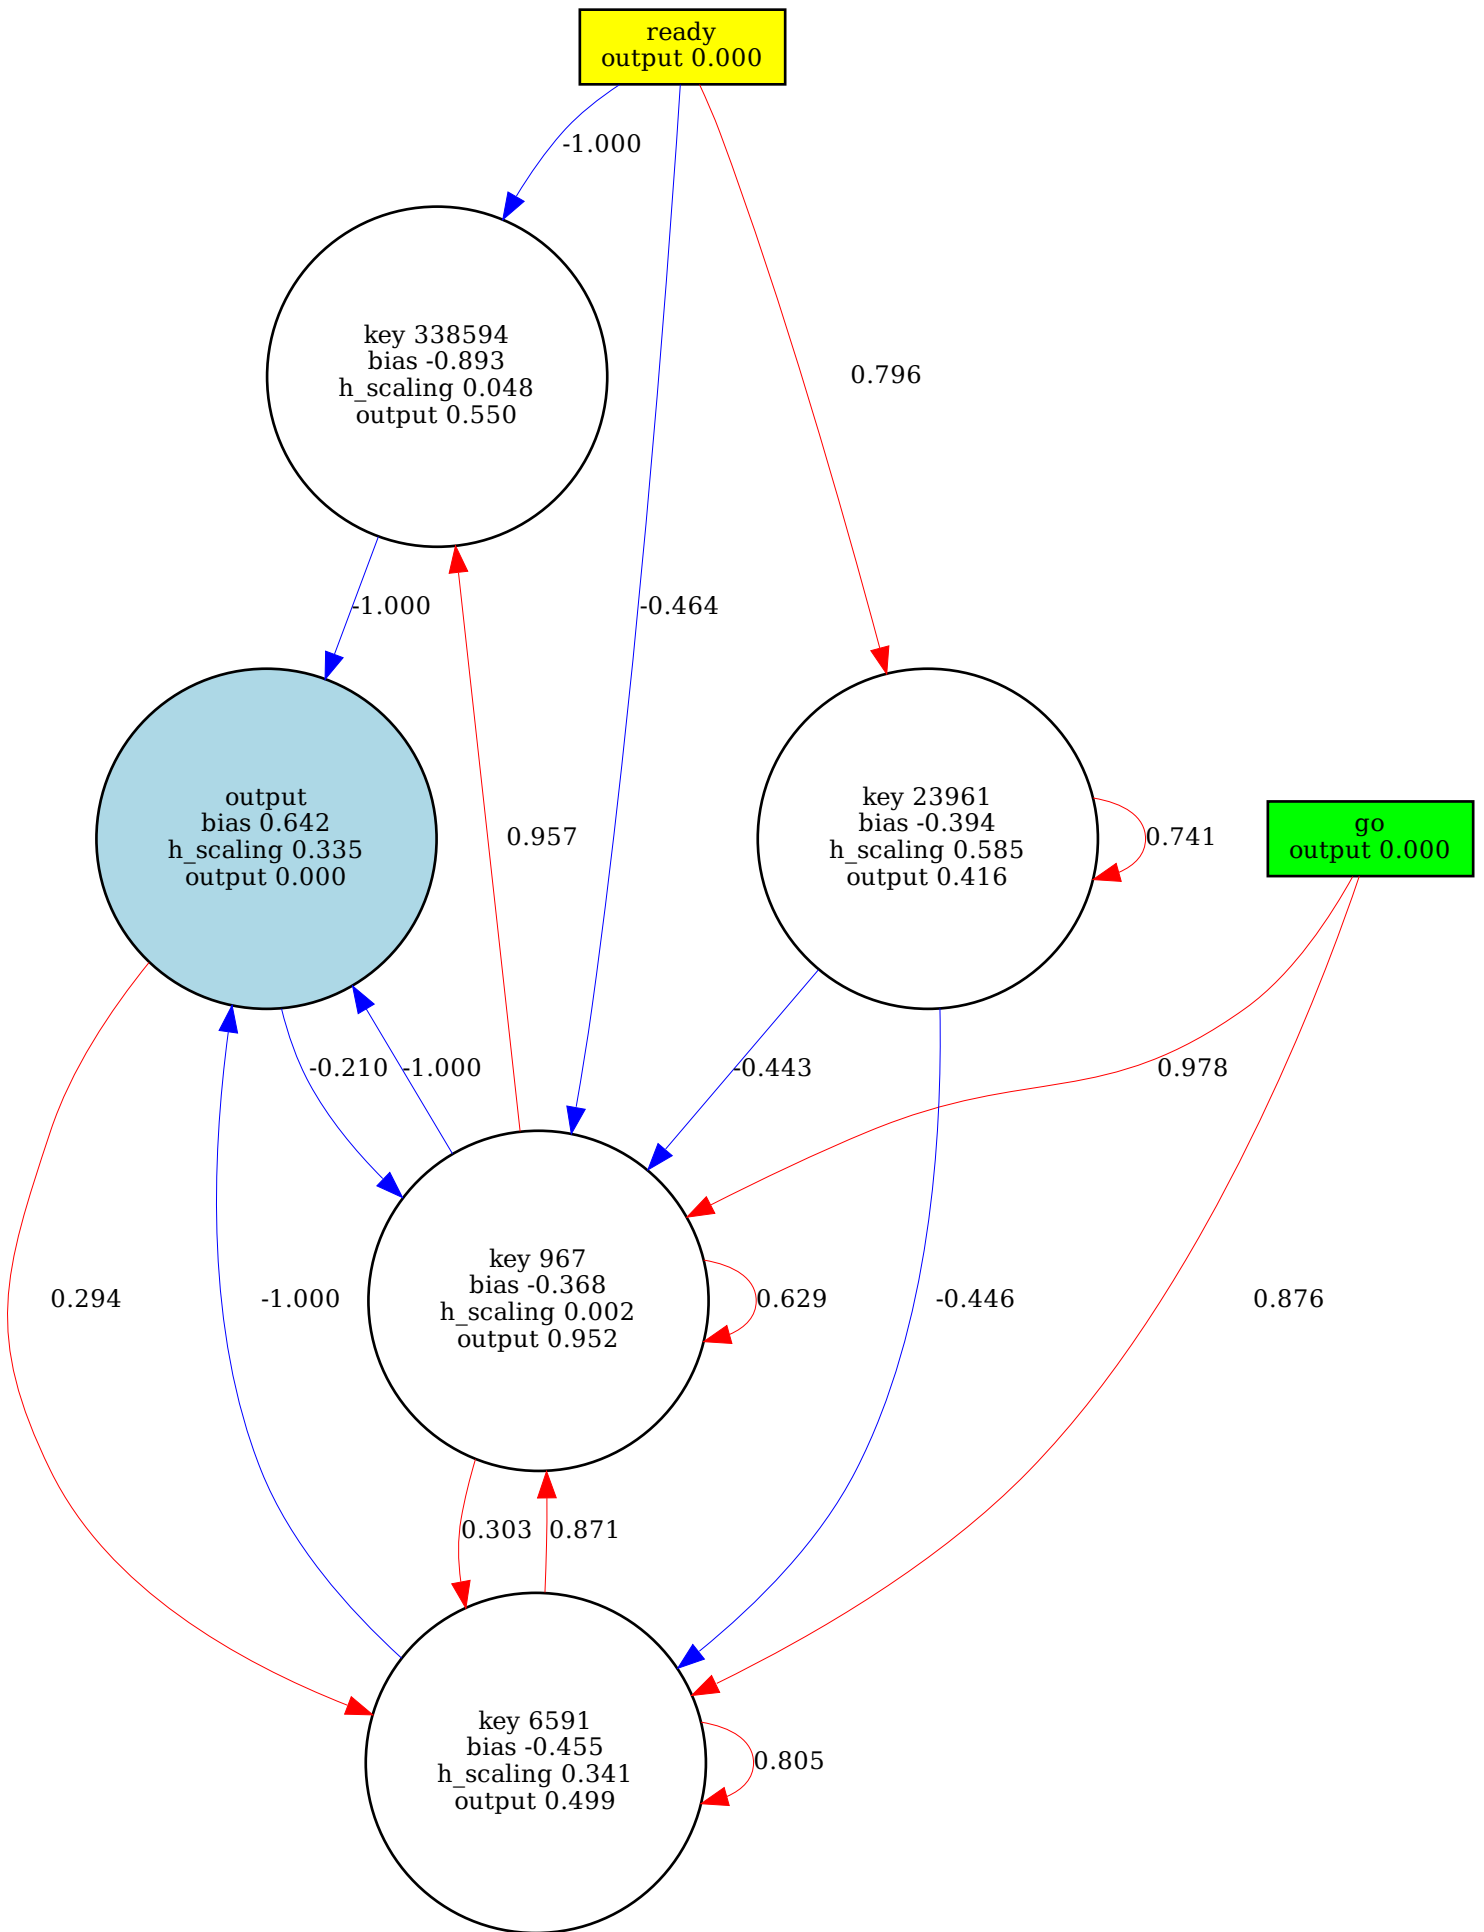 ready
output 0.000
-1.000
key 338594
bias -0.893
h_scaling 0.048
output 0.550
0.796
-1.000
-0.464
output
bias 0.642
h_scaling 0.335
output 0.000
0.957
key 23961
bias -0.394
h_scaling 0.585
output 0.416
0.741
go
output 0.000
-0.210
-1.000
-0.443
0.978
0.294
-1.000
key 967
bias -0.368
h_scaling 0.002
output 0.952
0.629
-0.446
0.876
0.303
0.871
key 6591
bias -0.455
h_scaling 0.341
output 0.499
0.805